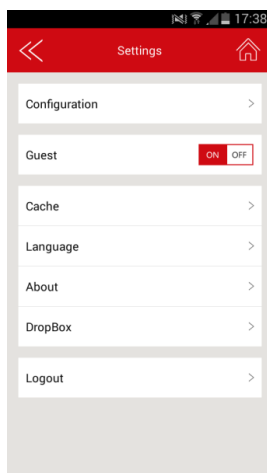 17:38
Settings
Configuration
Guest ON OFF
Cache
Language
About
DropBox
Logout